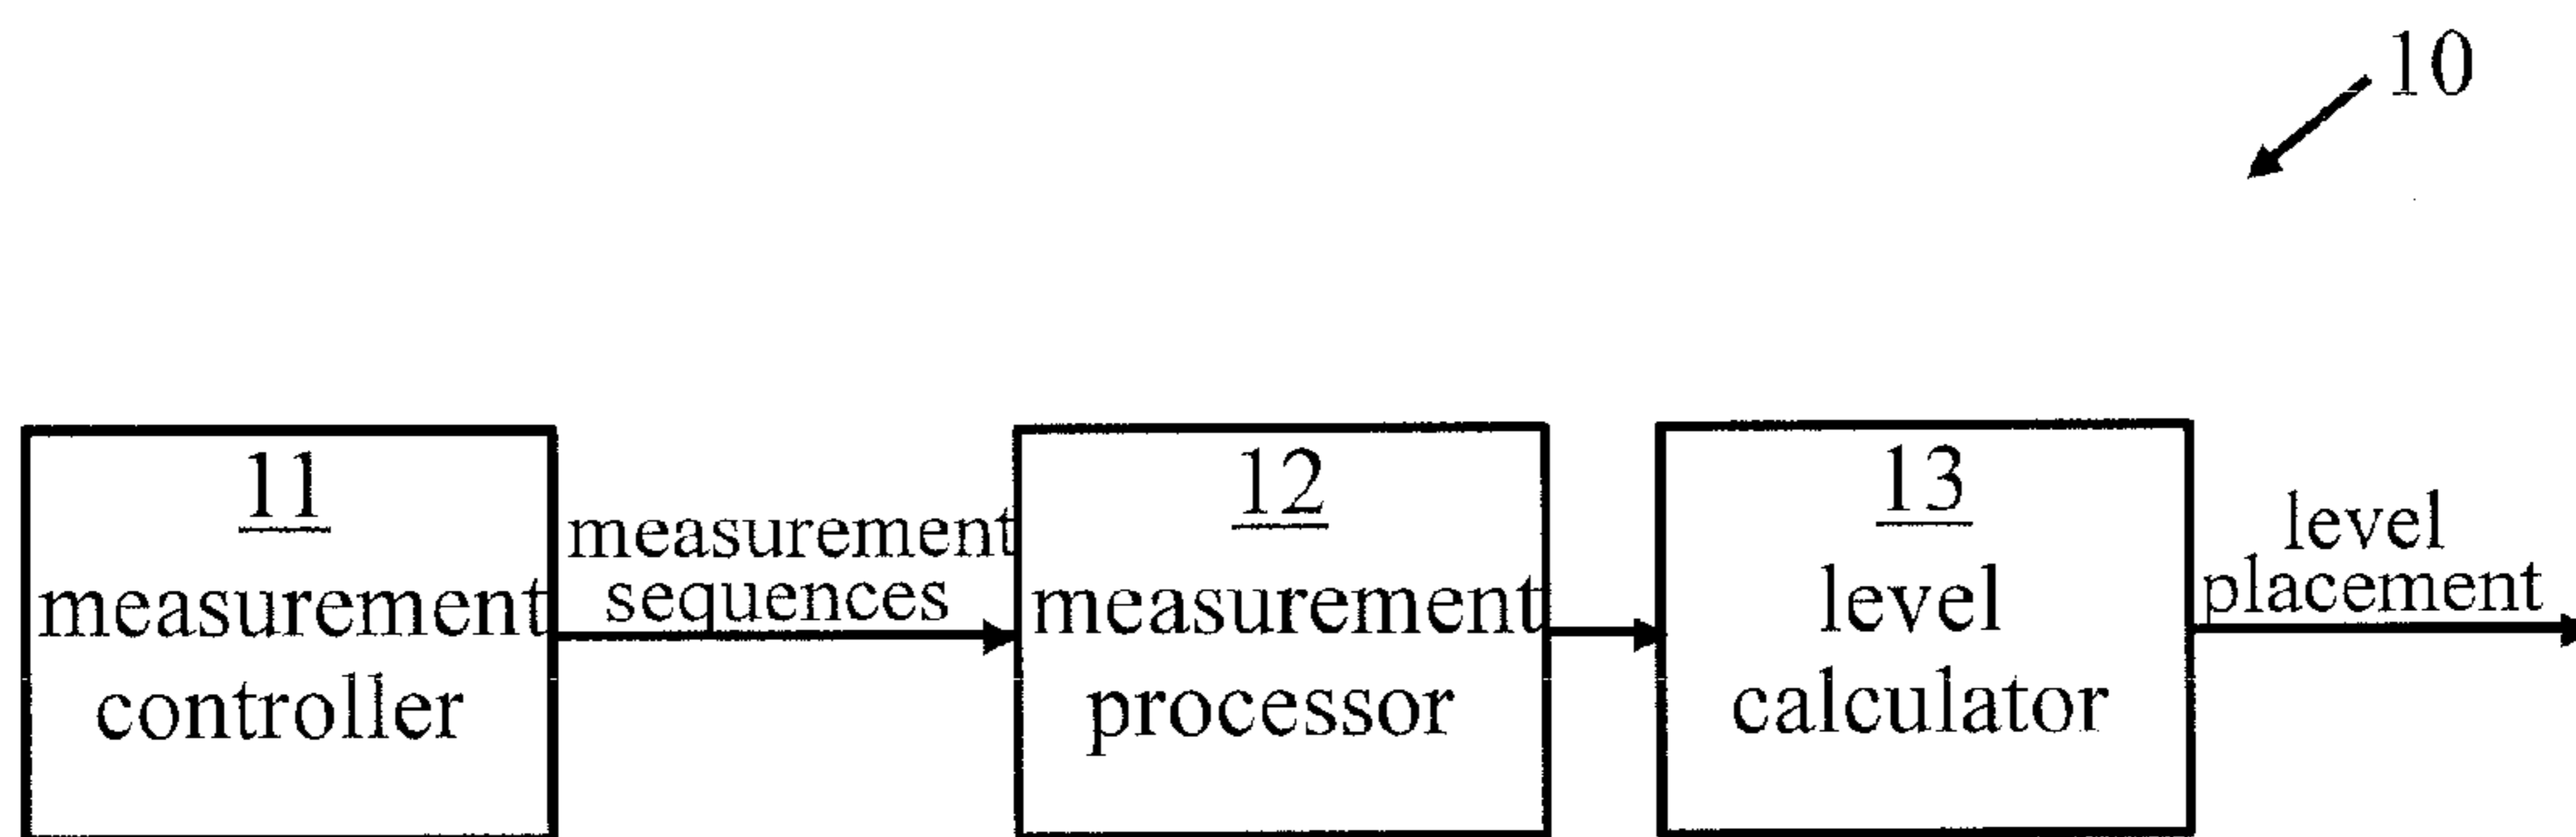 10
11
measurement
controller
measurement
sequences
12
measurement
processor
13
level
calculator
level
placement